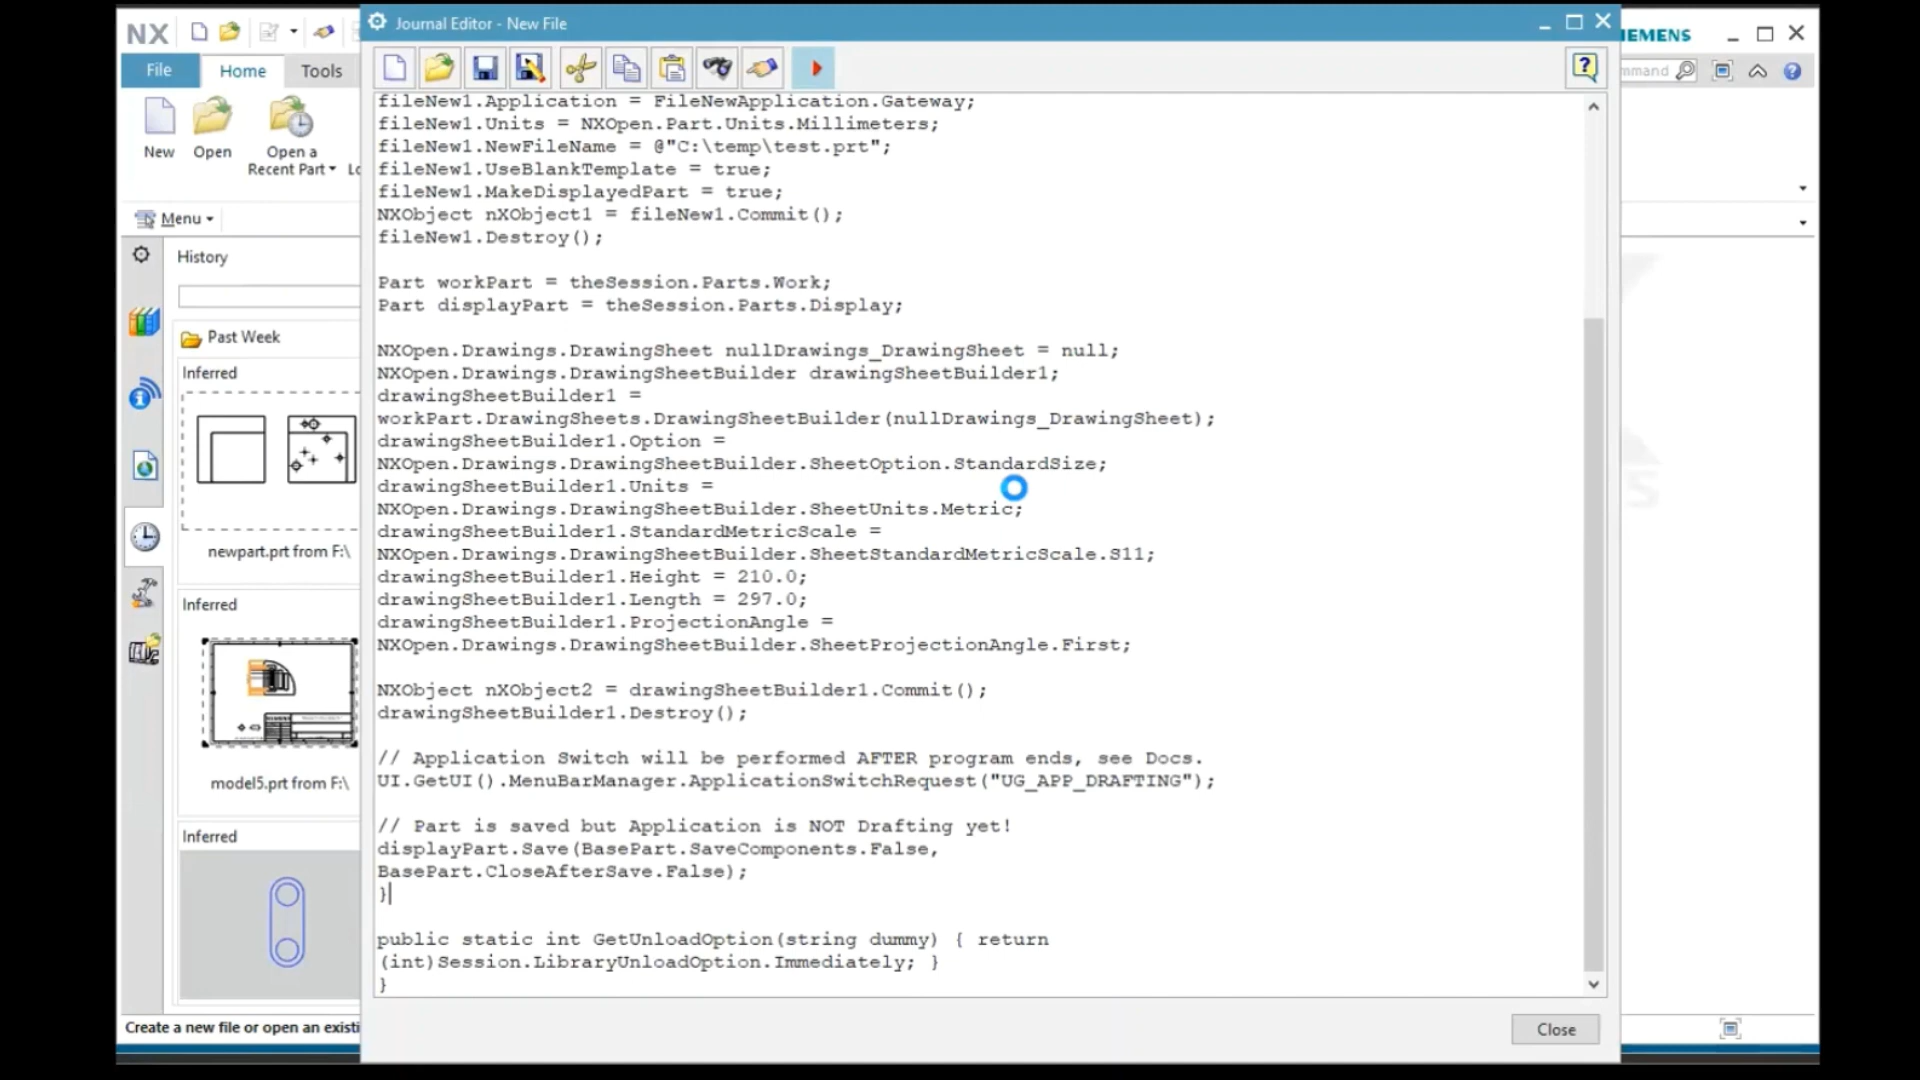 NX
Journal Editor - New File
IEMENS
File
Home
Tools
mmand
New
Open
Open a
Recent Part
Menu
History
Past Week
Inferred
newpart.prt from F:\
Inferred
model5.prt from F:\
Inferred
Create a new file or open an existi
fileNew1.Application = FileNewApplication.Gateway;
fileNew1.Units = NXOpen.Part.Units.Millimeters;
fileNew1.NewFileName = @"C:\temp\test.prt";
fileNew1.UseBlankTemplate = true;
fileNew1.MakeDisplayedPart = true;
NXObject nXObject1 = fileNew1.Commit();
fileNew1.Destroy();
Part workPart = theSession.Parts.Work;
Part displayPart = theSession.Parts.Display;
NXOpen.Drawings.DrawingSheet nullDrawings_DrawingSheet = null;
NXOpen.Drawings.DrawingSheetBuilder drawingSheetBuilder1;
drawingSheetBuilder1 =
workPart.DrawingSheets.DrawingSheetBuilder(nullDrawings_DrawingSheet);
drawingSheetBuilder1.Option =
NXOpen.Drawings.DrawingSheetBuilder.SheetOption.StandardSize;
drawingSheetBuilder1.Units =
NXOpen.Drawings.DrawingSheetBuilder.SheetUnits.Metric;
drawingSheetBuilder1.StandardMetricScale =
NXOpen.Drawings.DrawingSheetBuilder.SheetStandardMetricScale.S11;
drawingSheetBuilder1.Height = 210.0;
drawingSheetBuilder1.Length = 297.0;
drawingSheetBuilder1.ProjectionAngle =
NXOpen.Drawings.DrawingSheetBuilder.SheetProjectionAngle.First;
NXObject nXObject2 = drawingSheetBuilder1.Commit();
drawingSheetBuilder1.Destroy();
// Application Switch will be performed AFTER program ends, see Docs.
UI.GetUI().MenuBarManager.ApplicationSwitchRequest("UG_APP_DRAFTING");
// Part is saved but Application is NOT Drafting yet!
displayPart.Save(BasePart.SaveComponents.False,
BasePart.CloseAfterSave.False);
}
public static int GetUnloadOption(string dummy) { return
(int)Session.LibraryUnloadOption.Immediately; }
}
Close